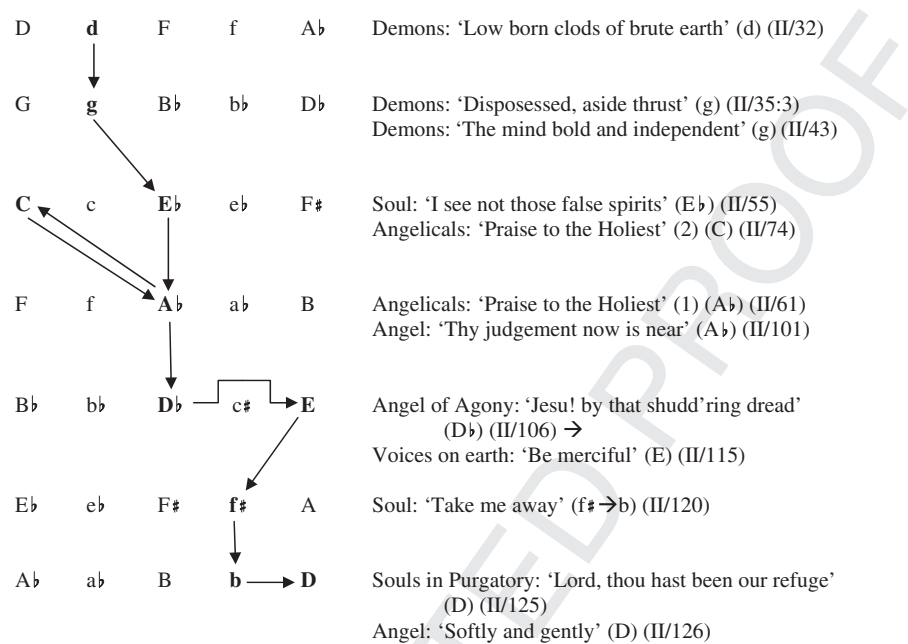 D d F f A♭ Demons: ‘Low born clods of brute earth’ (d) (II/32)
G g B♭ b♭ D♭ Demons: ‘Disposessed, aside thrust’ (g) (II/35:3)
Demons: ‘The mind bold and independent’ (g) (II/43)
C c E♭ e♭ F♯ Soul: ‘I see not those false spirits’ (E♭) (II/55)
Angelicals: ‘Praise to the Holiest’ (2) (C) (II/74)
F f A♭ a♭ B Angelicals: ‘Praise to the Holiest’ (1) (A♭) (II/61)
Angel: ‘Thy judgement now is near’ (A♭) (II/101)
B♭ b♭ D♭ c♯ E Angel of Agony: ‘Jesu! by that shudd’ring dread’
(D♭) (II/106) →
Voices on earth: ‘Be merciful’ (E) (II/115)
E♭ e♭ F♯ f♯ A Soul: ‘Take me away’ (f♯→b) (II/120)
A♭ a♭ B b D Souls in Purgatory: ‘Lord, thou hast been our refuge’
(D) (II/125)
Angel: ‘Softly and gently’ (D) (II/126)
TED PROOF